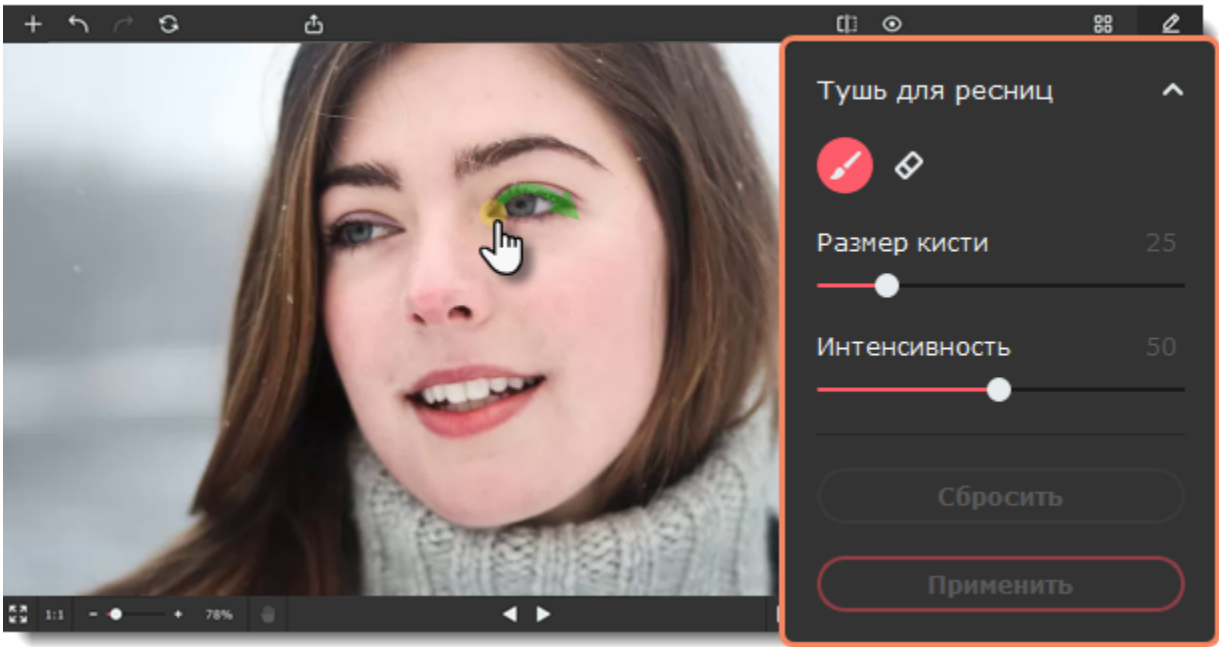 Тушь для ресниц
Размер кисти 25
Интенсивность 50
Сбросить
Применить
1:1 - + 78%